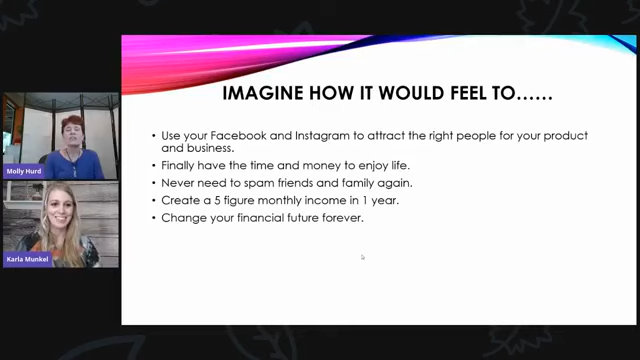 IMAGINE HOW IT WOULD FEEL TO......
• Use your Facebook and Instagram to attract the right people for your product
and business.
• Finally have the time and money to enjoy life.
• Never need to spam friends and family again.
• Create a 5 figure monthly income in 1 year.
• Change your financial future forever.
Molly Hurd
Karla Munkel